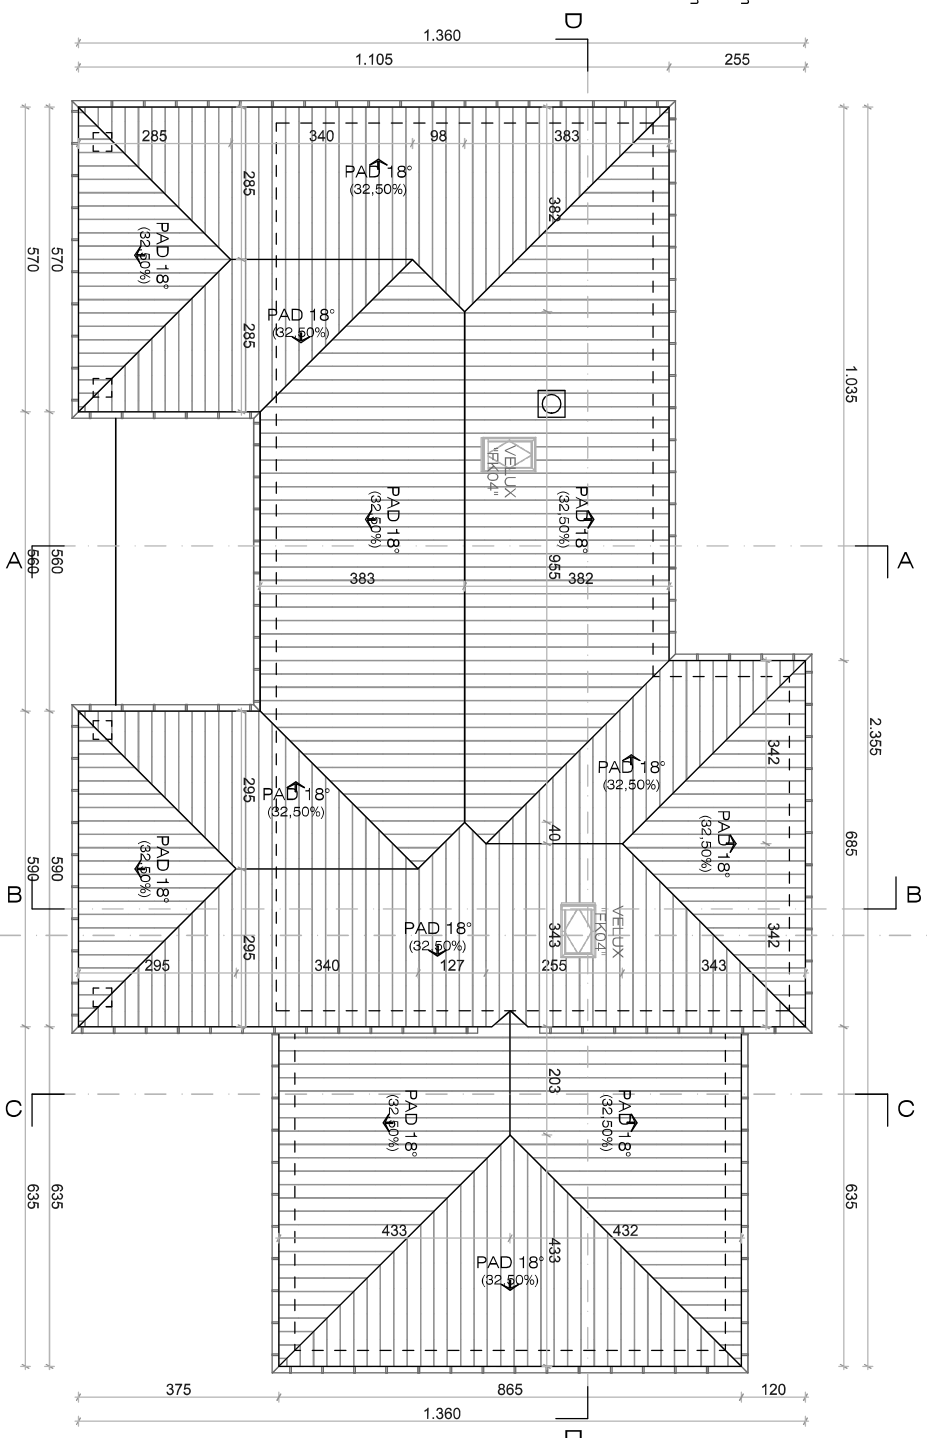 D
1.360
1.105 255
285 340 98 383
PAD 18°
(32,50%)
285
382
570
570
PAD 18°
(32,50%)
PAD 18°
(32,50%)
285
1.035
VELUX
"FK04"
PAD 18°
(32,50%)
PAD 18°
(32,50%)
A
560
560
955
A
383 382
2.355
342
PAD 18°
(32,50%)
295
PAD 18°
(32,50%)
40
PAD 18°
(32,50%)
PAD 18°
(32,50%)
685
590
590
B
B
VELUX
"FK04"
PAD 18°
(32,50%)
343
342
295
295 340 127 255 343
203
C
C
PAD 18°
(32,50%)
PAD 18°
(32,50%)
635
635
635
433 432
433
PAD 18°
(32,50%)
375 865 120
1.360